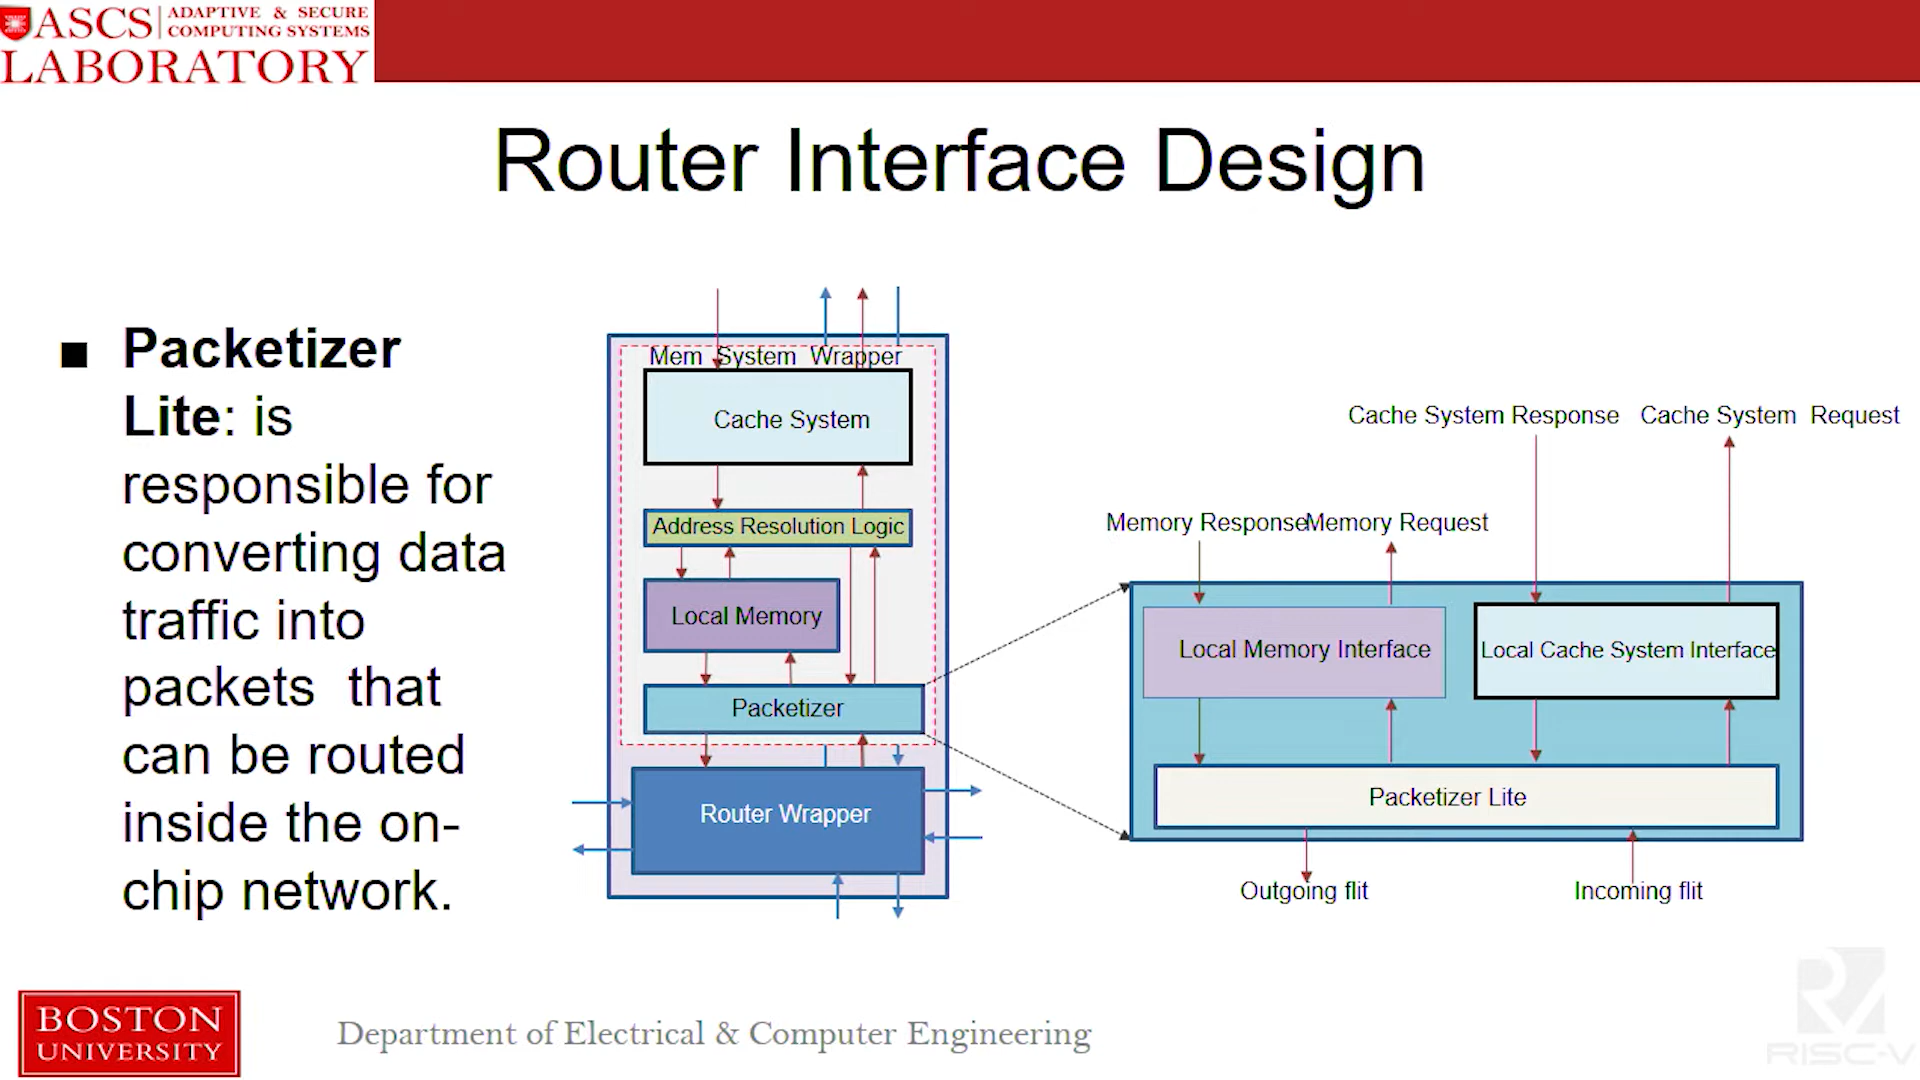 ASCS ADAPTIVE & SECURE
COMPUTING SYSTEMS
LABORATORY
Router Interface Design
■ Packetizer
Lite: is
responsible for
converting data
traffic into
packets that
can be routed
inside the on-
chip network.
Mem System Wrapper
Cache System
Address Resolution Logic
Local Memory
Packetizer
Router Wrapper
Cache System Response Cache System Request
Memory Response Memory Request
Local Memory Interface
Local Cache System Interface
Packetizer Lite
Outgoing flit
Incoming flit
BOSTON
UNIVERSITY
Department of Electrical & Computer Engineering
RISC-V